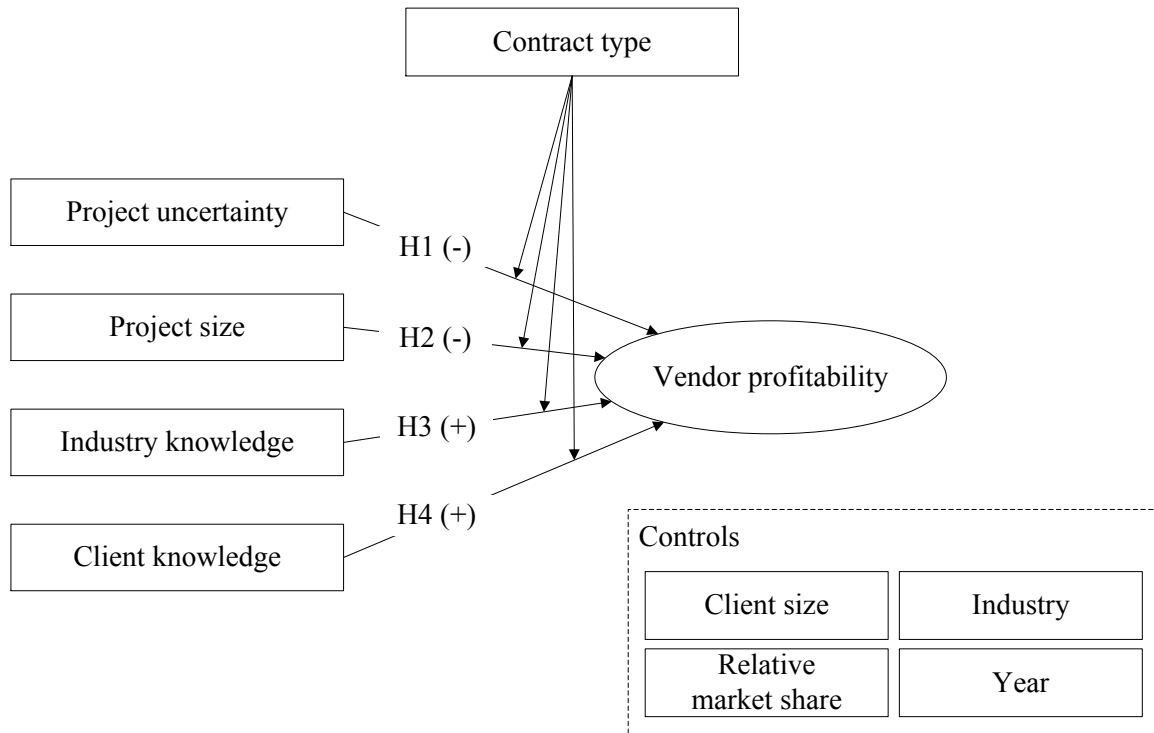 Contract type
Project uncertainty
H1 (-)
Project size
H2 (-)
Vendor profitability
Industry knowledge
H3 (+)
H4 (+)
Client knowledge
Controls
Client size
Industry
Relative
market share
Year